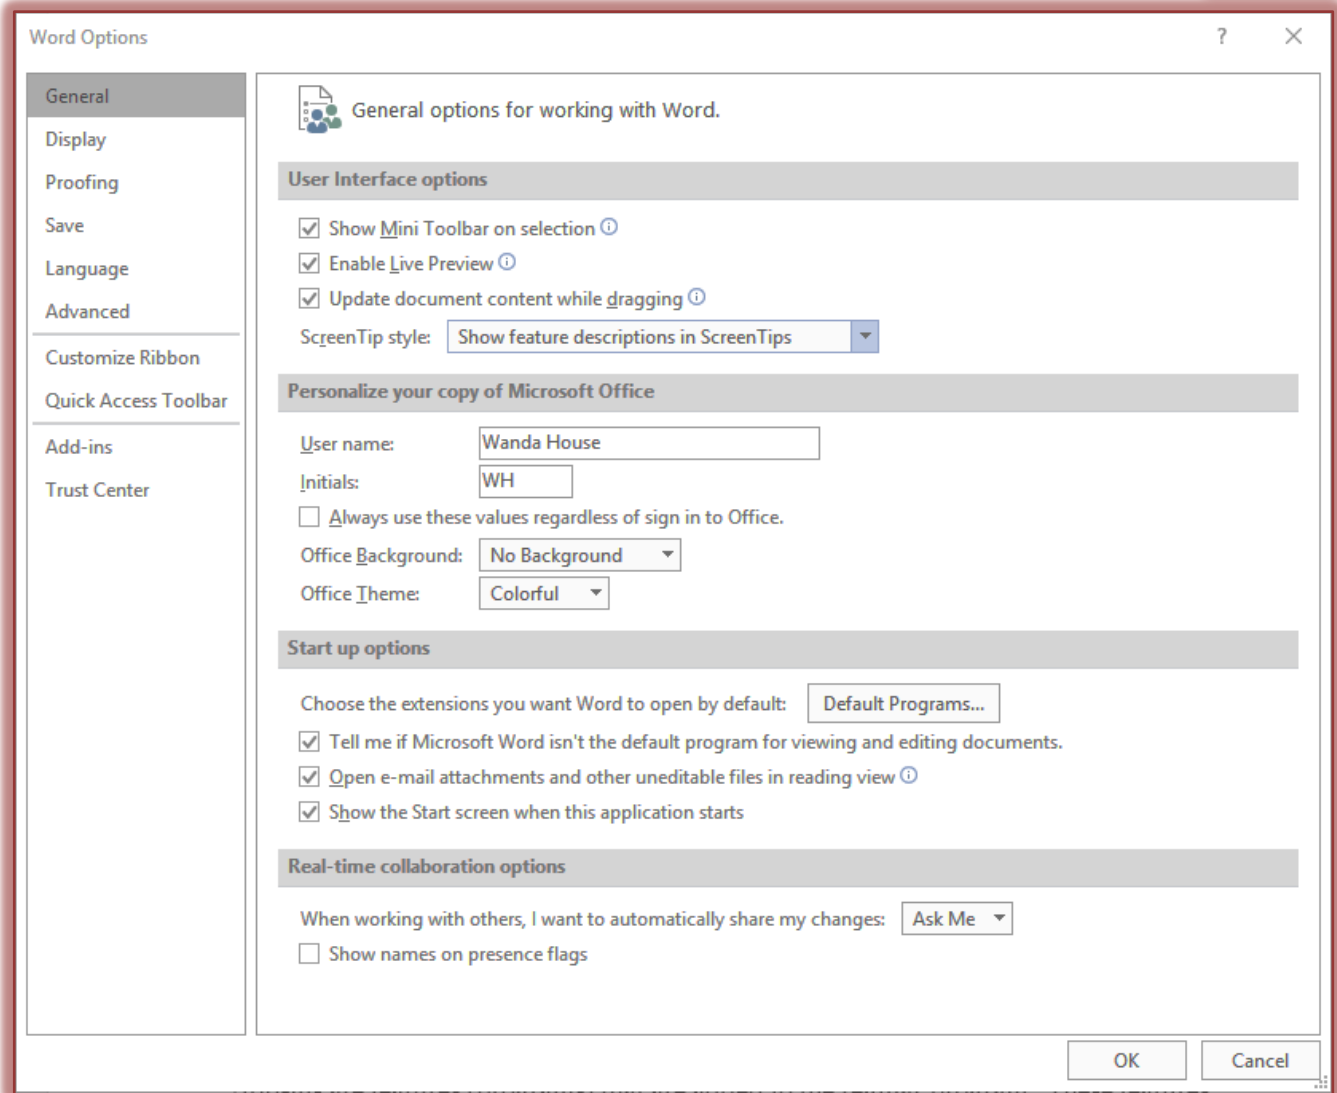 Word Options
?
General
Display
Proofing
Save
Language
Advanced
Customize Ribbon
Quick Access Toolbar
Add-ins
Trust Center
General options for working with Word.
User Interface options
Show Mini Toolbar on selection
Enable Live Preview
Update document content while dragging
ScreenTip style: Show feature descriptions in ScreenTips
Personalize your copy of Microsoft Office
User name: Wanda House
Initials: WH
Always use these values regardless of sign in to Office.
Office Background: No Background
Office Theme: Colorful
Start up options
Choose the extensions you want Word to open by default: Default Programs...
Tell me if Microsoft Word isn't the default program for viewing and editing documents.
Open e-mail attachments and other uneditable files in reading view
Show the Start screen when this application starts
Real-time collaboration options
When working with others, I want to automatically share my changes: Ask Me
Show names on presence flags
OK Cancel